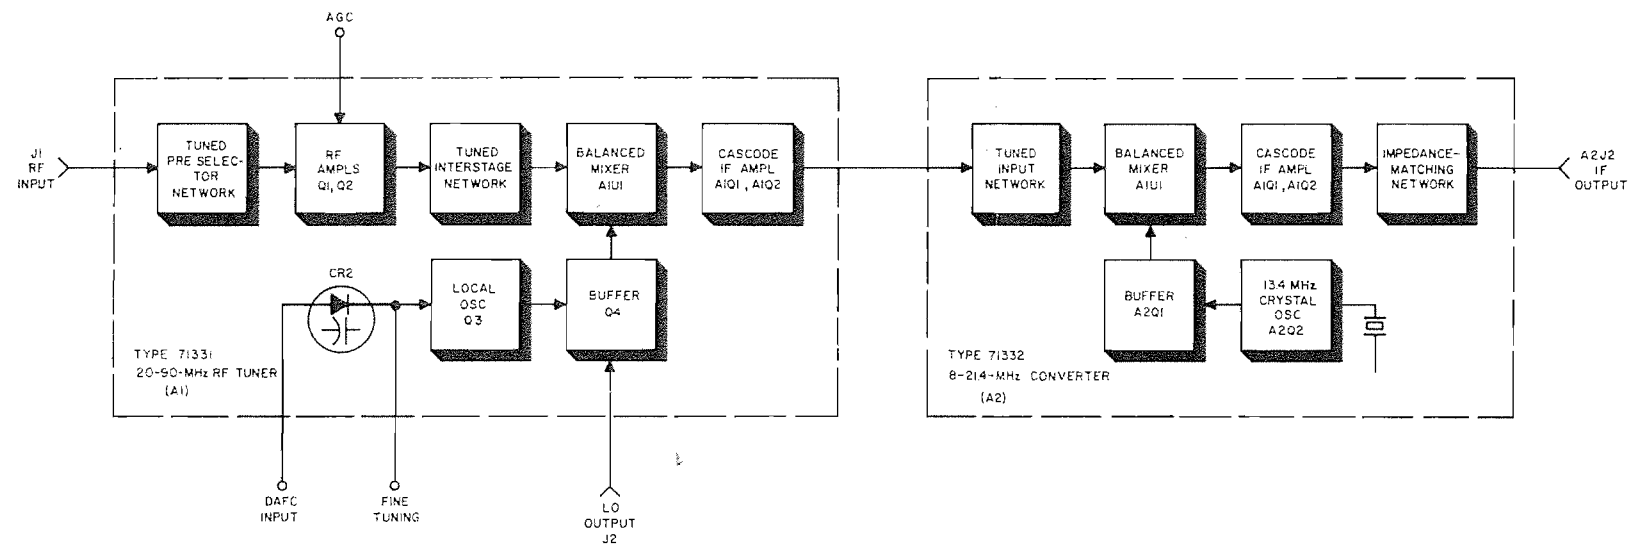 AGC
J1
RF
INPUT
TUNED
PRE SELEC-
TOR
NETWORK
RF
AMPLS
Q1, Q2
TUNED
INTERSTAGE
NETWORK
BALANCED
MIXER
A1U1
CASCODE
IF AMPL
A1Q1, A1Q2
TUNED
INPUT
NETWORK
BALANCED
MIXER
A1U1
CASCODE
IF AMPL
A1Q1, A1Q2
IMPEDANCE-
MATCHING
NETWORK
A2J2
IF
OUTPUT
CR2
LOCAL
OSC
Q3
BUFFER
Q4
BUFFER
A2Q1
13.4 MHz
CRYSTAL
OSC
A2Q2
TYPE 71331
20-90-MHz RF TUNER
(A1)
TYPE 71332
8-21.4-MHz CONVERTER
(A2)
DAFC
INPUT
FINE
TUNING
LO
OUTPUT
J2